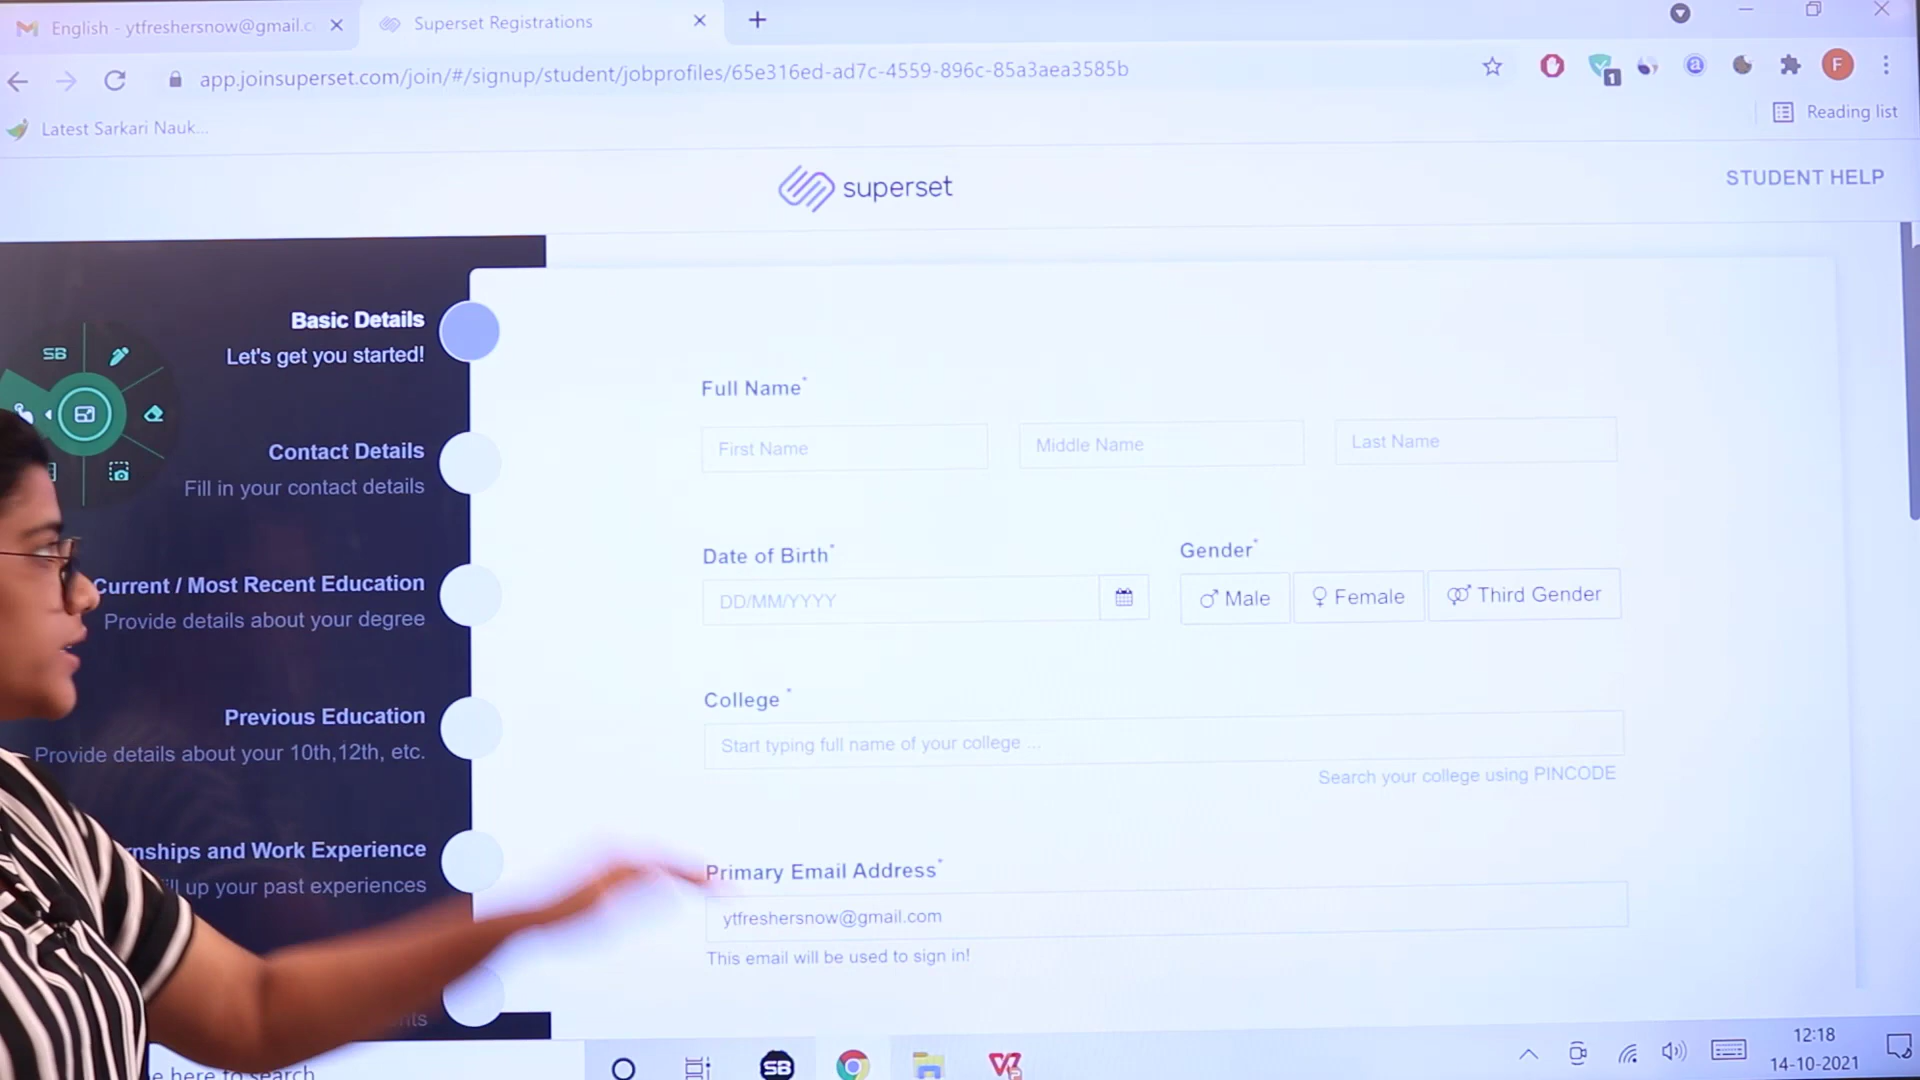 English - ytfreshersnow@gmail.c
Superset Registrations
app.joinsuperset.com/join/#/signup/student/jobprofiles/65e316ed-ad7c-4559-896c-85a3aea3585b
1
F
Latest Sarkari Nauk...
Reading list
superset
STUDENT HELP
SB
Basic Details
Let's get you started!
Contact Details
Fill in your contact details
Current / Most Recent Education
Provide details about your degree
Previous Education
Provide details about your 10th,12th, etc.
nships and Work Experience
ll up your past experiences
nts
Full Name*
First Name
Middle Name
Last Name
Date of Birth*
DD/MM/YYYY
Gender*
Male
Female
Third Gender
College *
Start typing full name of your college ...
Search your college using PINCODE
Primary Email Address*
ytfreshersnow@gmail.com
This email will be used to sign in!
e here to search
SB
12:18
14-10-2021